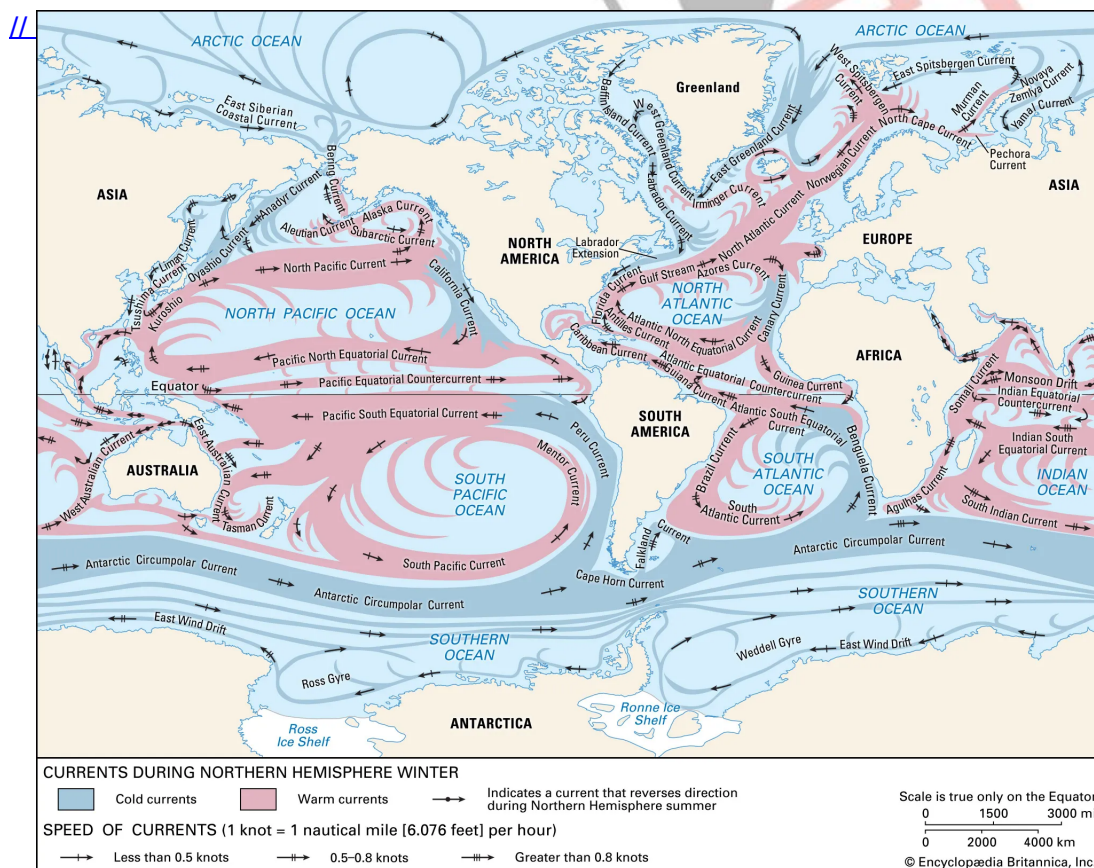 //
ARCTIC OCEAN
ARCTIC OCEAN
East Siberian
Coastal Current
Greenland
Baffin Island Current
West Greenland Current
East Greenland Current
West Spitsbergen
Current
East Spitsbergen Current
Novaya
Zemlya Current
Murman
Current
Yamal Current
North Cape Current
Pechora
Current
Norwegian Current
Irminger Current
Labrador Current
Labrador
Extension
ASIA
ASIA
Bering Current
Anadyr Current
Aleutian Current
Alaska Current
Subarctic Current
Liman Current
Oyashio Current
Tsushima Current
Kuroshio
North Pacific Current
California Current
NORTH
AMERICA
EUROPE
North Atlantic Current
Gulf Stream
Azores Current
Florida Current
NORTH
ATLANTIC
OCEAN
Canary Current
NORTH PACIFIC OCEAN
Antilles Current
Atlantic North Equatorial Current
Caribbean Current
Pacific North Equatorial Current
AFRICA
Atlantic Equatorial Countercurrent
Guinea Current
Guiana Current
Equator
Pacific Equatorial Countercurrent
Somali Current
Monsoon Drift
Indian Equatorial
Countercurrent
Pacific South Equatorial Current
SOUTH
AMERICA
Atlantic South Equatorial
Current
Indian South
Equatorial Current
Peru Current
Mentor Current
Brazil Current
SOUTH
ATLANTIC
OCEAN
Benguela Current
INDIAN
OCEAN
AUSTRALIA
West Australian Current
East Australian Current
Tasman Current
SOUTH
PACIFIC
OCEAN
South
Atlantic Current
Agulhas Current
South Indian Current
South Pacific Current
Falkland Current
Cape Horn Current
Antarctic Circumpolar Current
Antarctic Circumpolar Current
Antarctic Circumpolar Current
East Wind Drift
SOUTHERN
OCEAN
SOUTHERN
OCEAN
Ross Gyre
Weddell Gyre
East Wind Drift
Ross
Ice Shelf
ANTARCTICA
Ronne Ice
Shelf
CURRENTS DURING NORTHERN HEMISPHERE WINTER
Cold currents
Warm currents
Indicates a current that reverses direction
during Northern Hemisphere summer
SPEED OF CURRENTS (1 knot = 1 nautical mile [6.076 feet] per hour)
Less than 0.5 knots
0.5–0.8 knots
Greater than 0.8 knots
Scale is true only on the Equato
0 1500 3000 mi
0 2000 4000 km
© Encyclopædia Britannica, Inc